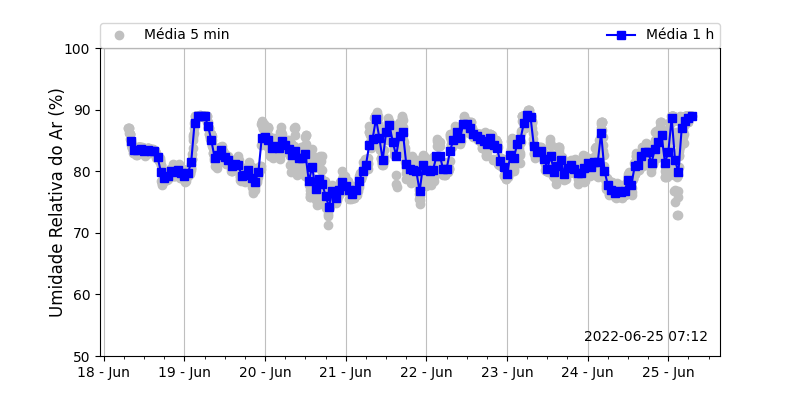 Média 5 min
Média 1 h
Umidade Relativa do Ar (%)
100
90
80
70
60
50
2022-06-25 07:12
18 - Jun
19 - Jun
20 - Jun
21 - Jun
22 - Jun
23 - Jun
24 - Jun
25 - Jun